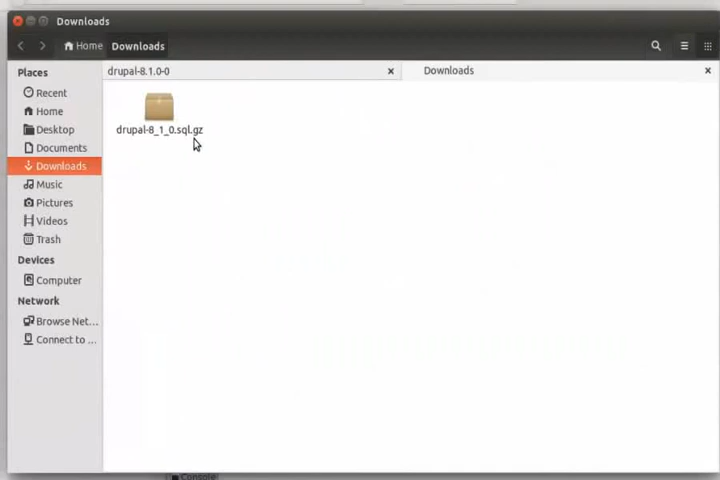 Downloads
Home Downloads
drupal-8.1.0-0
Downloads
Places
Recent
Home
Desktop
Documents
Downloads
Music
Pictures
Videos
Trash
Devices
Computer
Network
Browse Net...
Connect to ...
drupal-8_1_0.sql.gz
Console